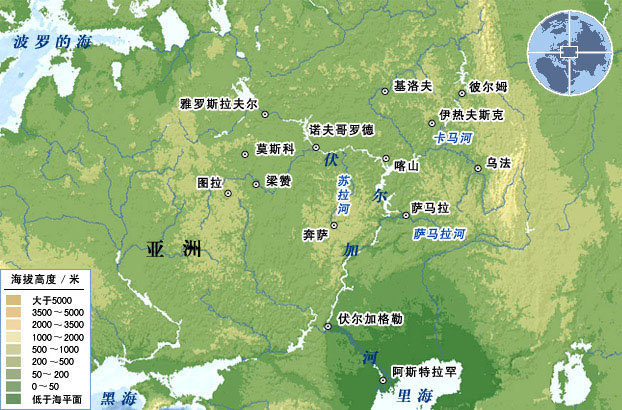 波罗的海
基洛夫
彼尔姆
雅罗斯拉夫尔
伊热夫斯克
诺夫哥罗德
卡马河
莫斯科
伏
喀山
乌法
图拉
梁赞
苏拉河
尔
萨马拉
奔萨
萨马拉河
亚洲
加
海拔高度 / 米
大于5000
3500～5000
2000～3500
1000～2000
500～1000
200～500
50～200
0～50
低于海平面
伏尔加格勒
河
阿斯特拉罕
黑海
里海